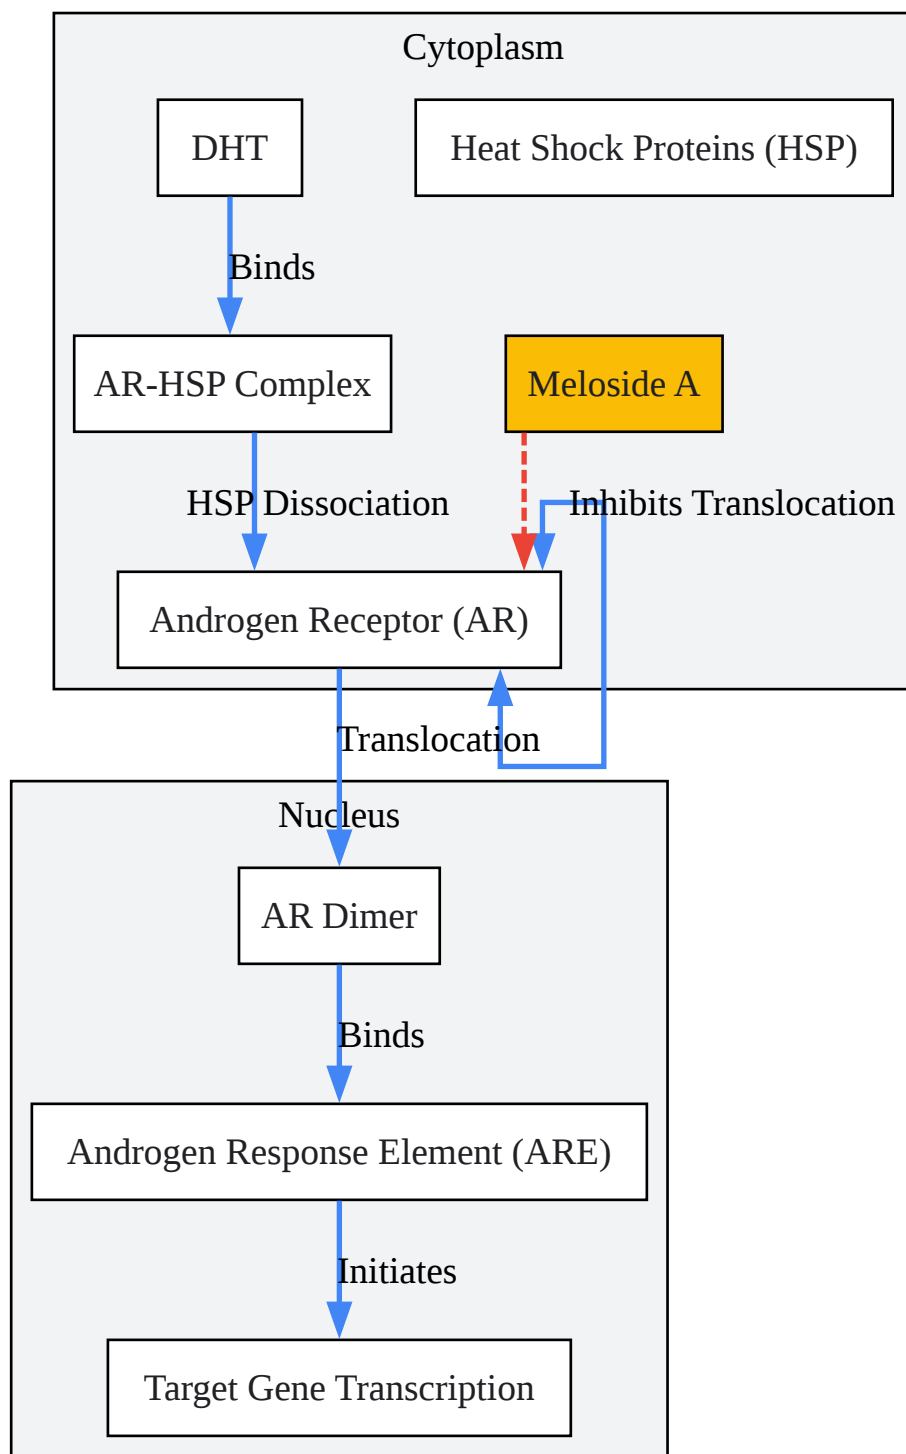 Cytoplasm
DHT
Heat Shock Proteins (HSP)
Binds
AR-HSP Complex
Meloside A
HSP Dissociation
Inhibits Translocation
Androgen Receptor (AR)
Translocation
Nucleus
AR Dimer
Binds
Androgen Response Element (ARE)
Initiates
Target Gene Transcription